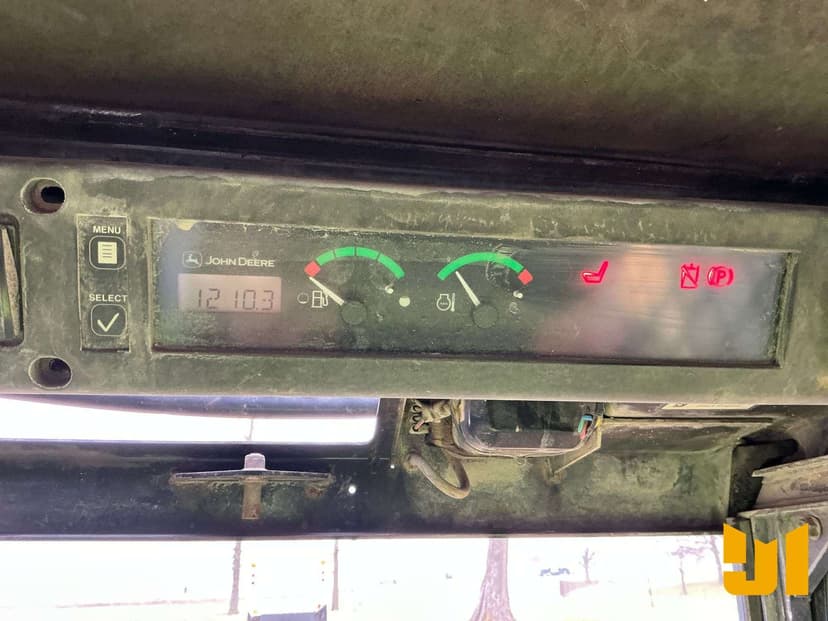 MENU
SELECT
JOHN DEERE
1210.3
P